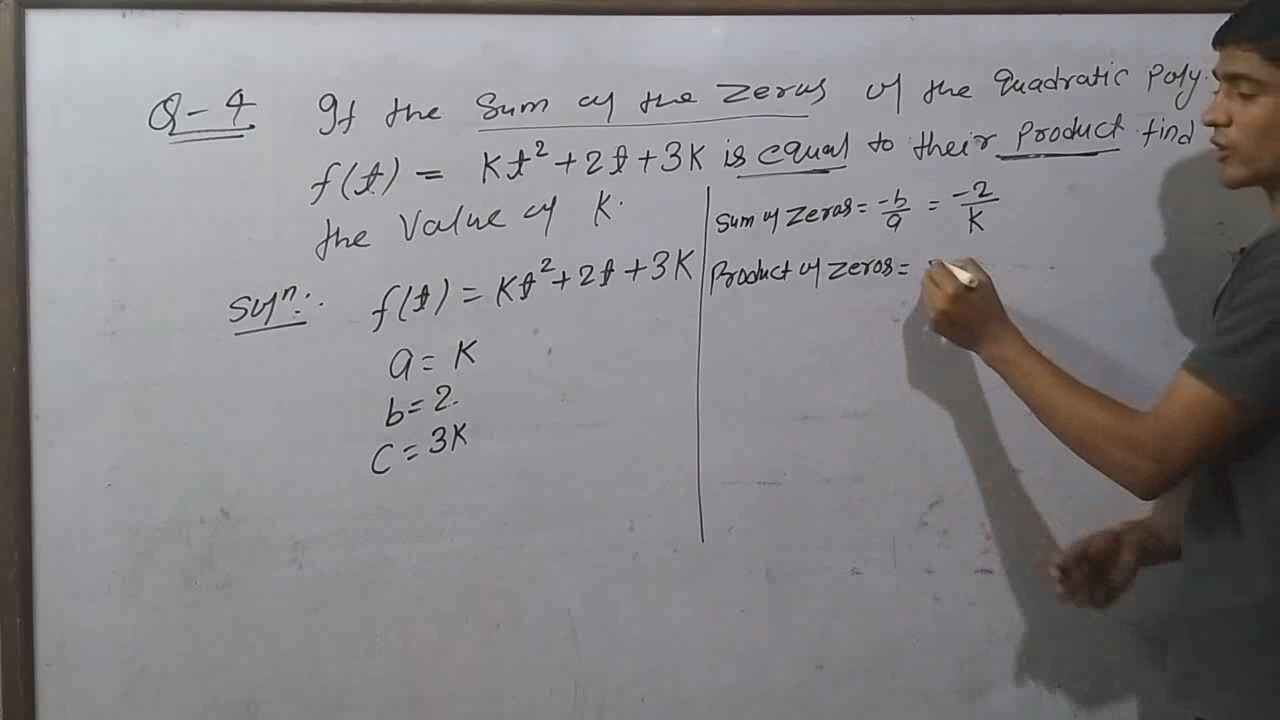 Q-4 If the Sum of the Zeros of the Quadratic Poly.
f(t) = Kt² + 2t + 3K is equal to their Product find
the Value of K.
Solⁿ:. f(t) = Kt² + 2t + 3K
a = K
b = 2.
C = 3K
Sum of Zeros = -b/a = -2/K
Product of Zeros =